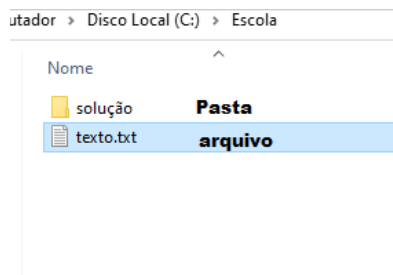 utador > Disco Local (C:) > Escola
Nome
solução Pasta
texto.txt arquivo